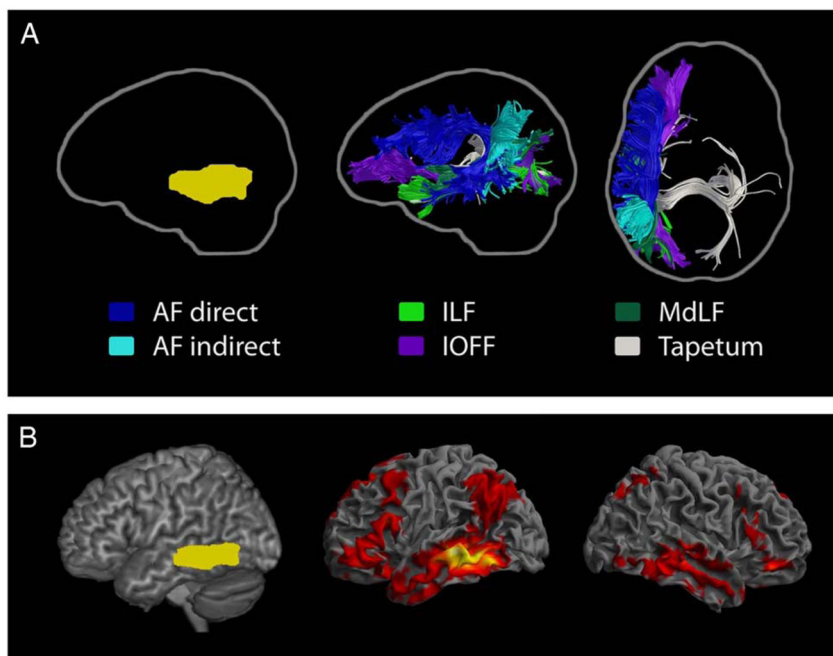 A
AF direct
ILF
MdLF
AF indirect
IOFF
Tapetum
B